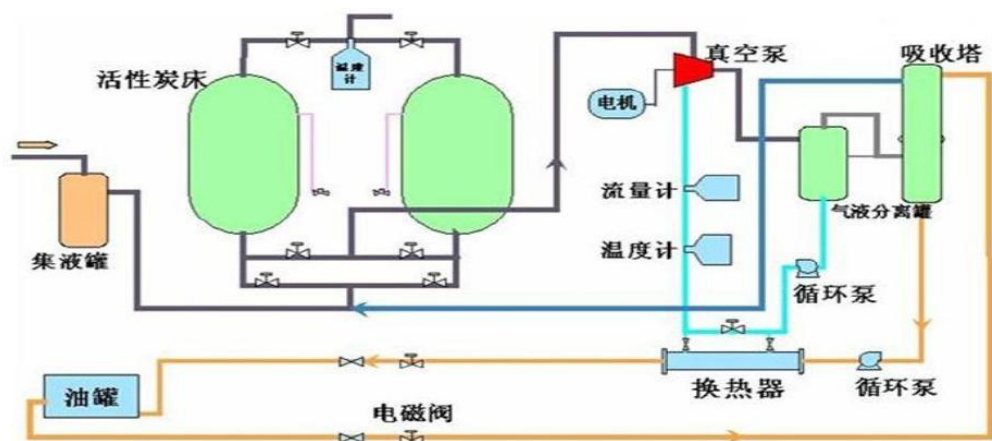 真空泵
吸收塔
活性炭床
温度
计
电机
流量计
气液分离罐
集液罐
温度计
循环泵
换热器
循环泵
油罐
电磁阀